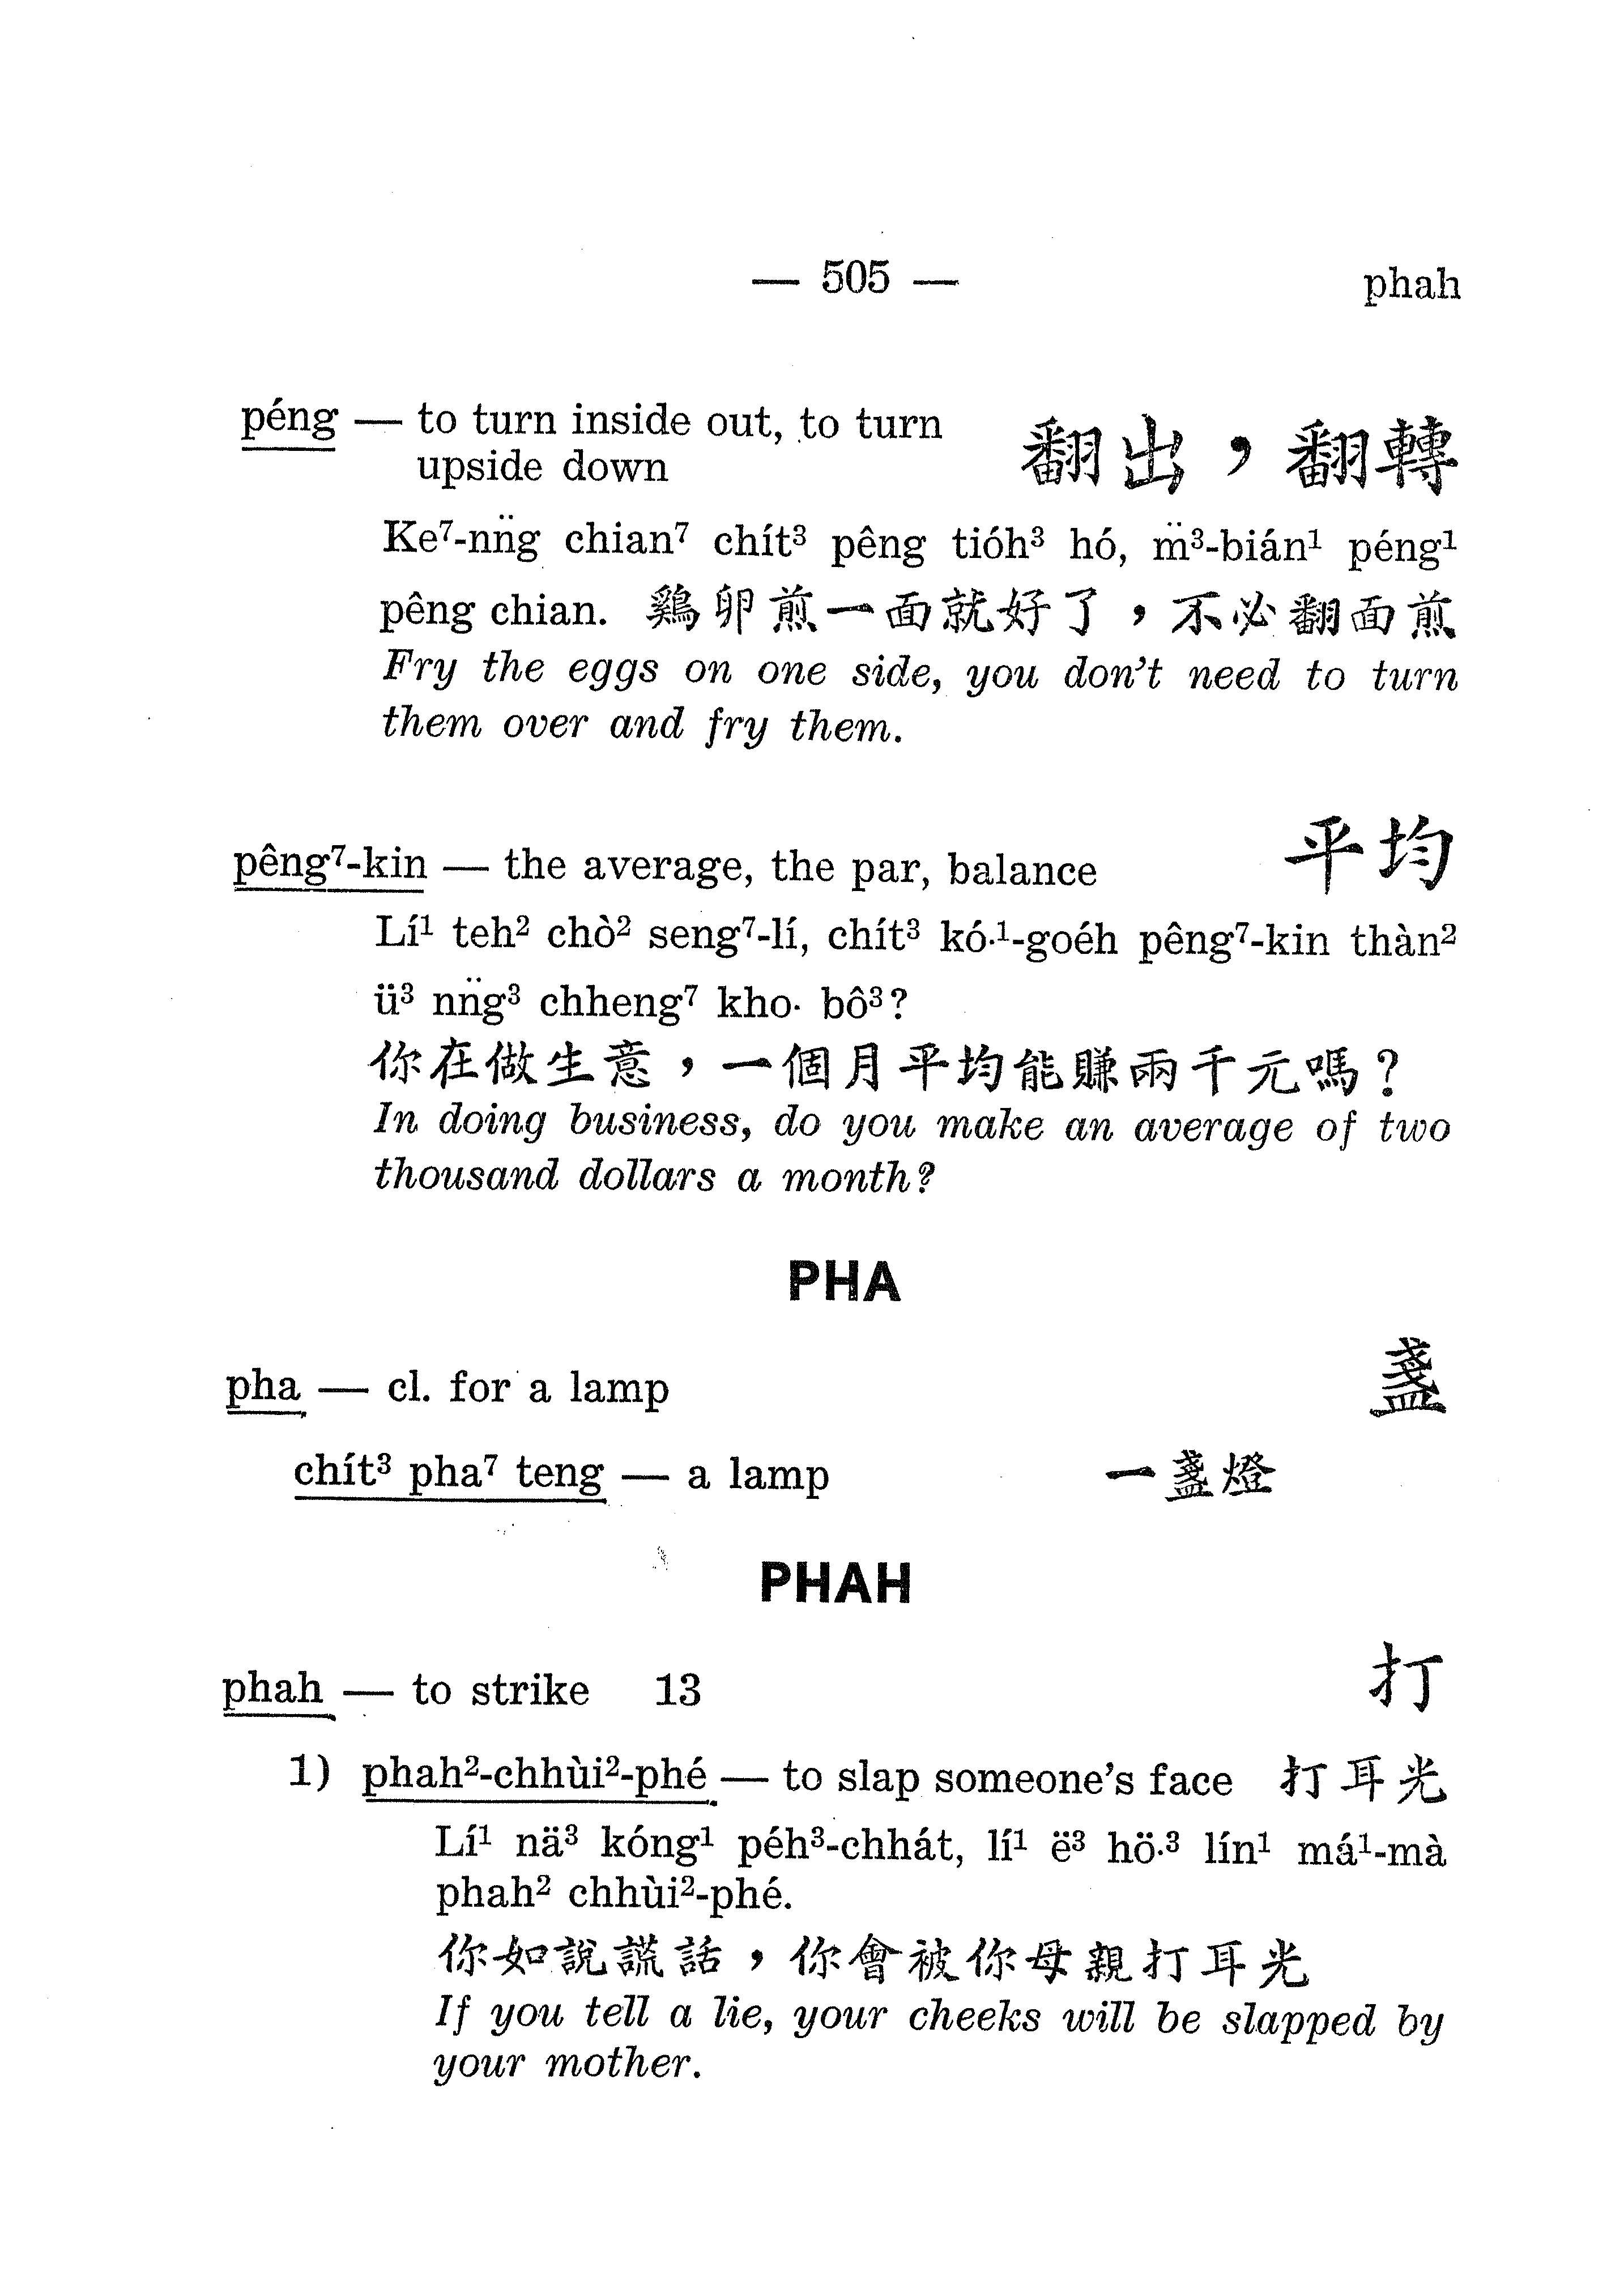 — 505 —
phah
péng — to turn inside out, to turn 翻出，翻轉
upside down
Ke⁷-nn̈g chian⁷ chít³ pêng tióh³ hó, m̈³-bián¹ péng¹
pêng chian. 鷄卵煎一面就好了，不必翻面煎
Fry the eggs on one side, you don't need to turn
them over and fry them.
pêng⁷-kin — the average, the par, balance 平均
Lí¹ teh² chò² seng⁷-lí, chít³ kó·¹-goéh pêng⁷-kin thàn²
ü³ nn̈g³ chheng⁷ kho· bô³?
你在做生意，一個月平均能賺兩千元嗎？
In doing business, do you make an average of two
thousand dollars a month?
PHA
pha — cl. for a lamp 盞
chít³ pha⁷ teng — a lamp 一盞燈
PHAH
phah — to strike 13 打
1) phah²-chhùi²-phé — to slap someone's face 打耳光
Lí¹ nä³ kóng¹ péh³-chhát, lí¹ ë³ hö·³ lín¹ má¹-mà
phah² chhùi²-phé.
你如說謊話，你會被你母親打耳光
If you tell a lie, your cheeks will be slapped by
your mother.